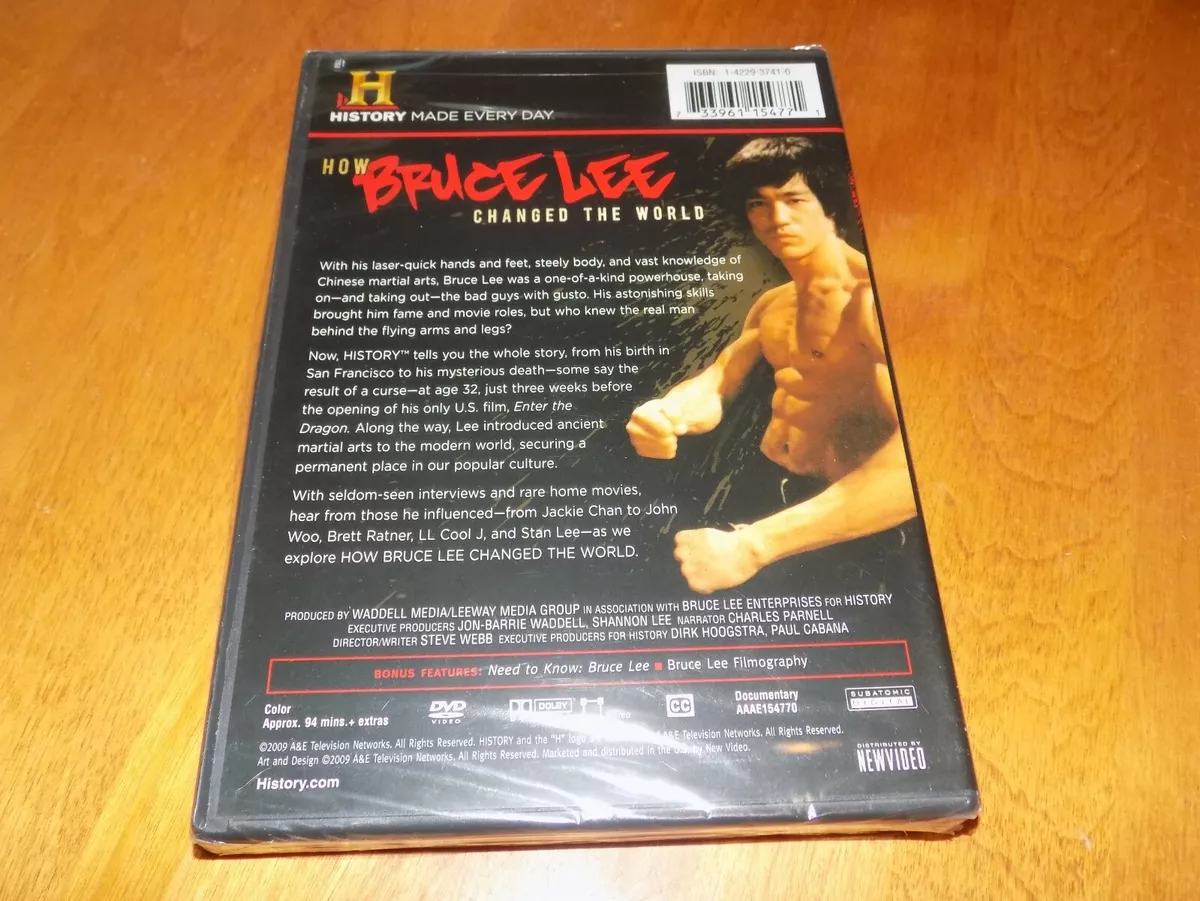 H
HISTORY MADE EVERY DAY
ISBN: 1-4229-3741-0
7 33961 15477 1
HOW BRUCE LEE
CHANGED THE WORLD
With his laser-quick hands and feet, steely body, and vast knowledge of
Chinese martial arts, Bruce Lee was a one-of-a-kind powerhouse, taking
on—and taking out—the bad guys with gusto. His astonishing skills
brought him fame and movie roles, but who knew the real man
behind the flying arms and legs?
Now, HISTORY™ tells you the whole story, from his birth in
San Francisco to his mysterious death—some say the
result of a curse—at age 32, just three weeks before
the opening of his only U.S. film, Enter the
Dragon. Along the way, Lee introduced ancient
martial arts to the modern world, securing a
permanent place in our popular culture.
With seldom-seen interviews and rare home movies,
hear from those he influenced—from Jackie Chan to John
Woo, Brett Ratner, LL Cool J, and Stan Lee—as we
explore HOW BRUCE LEE CHANGED THE WORLD.
PRODUCED BY WADDELL MEDIA/LEEWAY MEDIA GROUP IN ASSOCIATION WITH BRUCE LEE ENTERPRISES FOR HISTORY
EXECUTIVE PRODUCERS JON-BARRIE WADDELL, SHANNON LEE NARRATOR CHARLES PARNELL
DIRECTOR/WRITER STEVE WEBB EXECUTIVE PRODUCERS FOR HISTORY DIRK HOOGSTRA, PAUL CABANA
BONUS FEATURES: Need to Know: Bruce Lee ■ Bruce Lee Filmography
Color
Approx. 94 mins.+ extras
DVD
VIDEO
DOLBY
CC
Documentary
AAAE154770
SUBATOMIC
DIGITAL
©2009 A&E Television Networks. All Rights Reserved. HISTORY and the "H" logo A&E Television Networks. All Rights Reserved.
Art and Design ©2009 A&E Television Networks. All Rights Reserved. Marketed and distributed in the U.S. by New Video.
DISTRIBUTED BY
NEWVIDEO
History.com